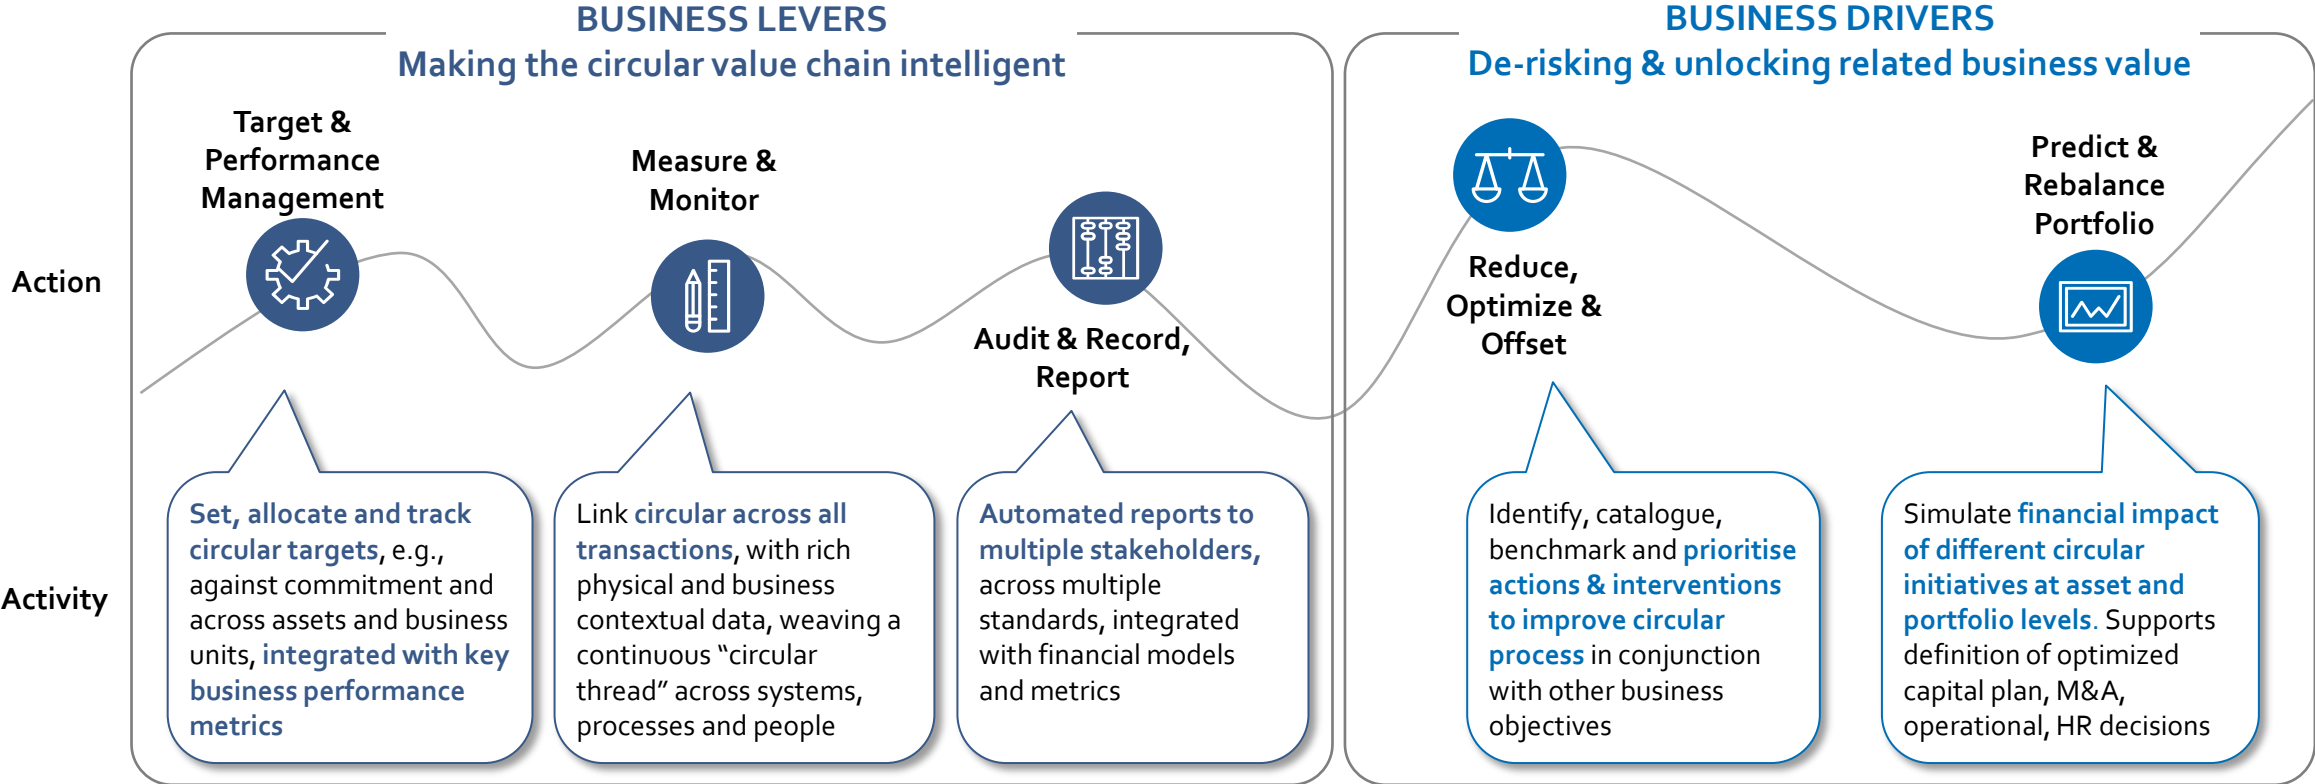 BUSINESS LEVERS
Making the circular value chain intelligent
BUSINESS DRIVERS
De-risking & unlocking related business value
Action
Target &
Performance
Management
Measure &
Monitor
Audit & Record,
Report
Reduce,
Optimize &
Offset
Predict &
Rebalance
Portfolio
Activity
Set, allocate and track
circular targets, e.g.,
against commitment and
across assets and business
units, integrated with key
business performance
metrics
Link circular across all
transactions, with rich
physical and business
contextual data, weaving a
continuous “circular
thread” across systems,
processes and people
Automated reports to
multiple stakeholders,
across multiple
standards, integrated
with financial models
and metrics
Identify, catalogue,
benchmark and prioritise
actions & interventions
to improve circular
process in conjunction
with other business
objectives
Simulate financial impact
of different circular
initiatives at asset and
portfolio levels. Supports
definition of optimized
capital plan, M&A,
operational, HR decisions